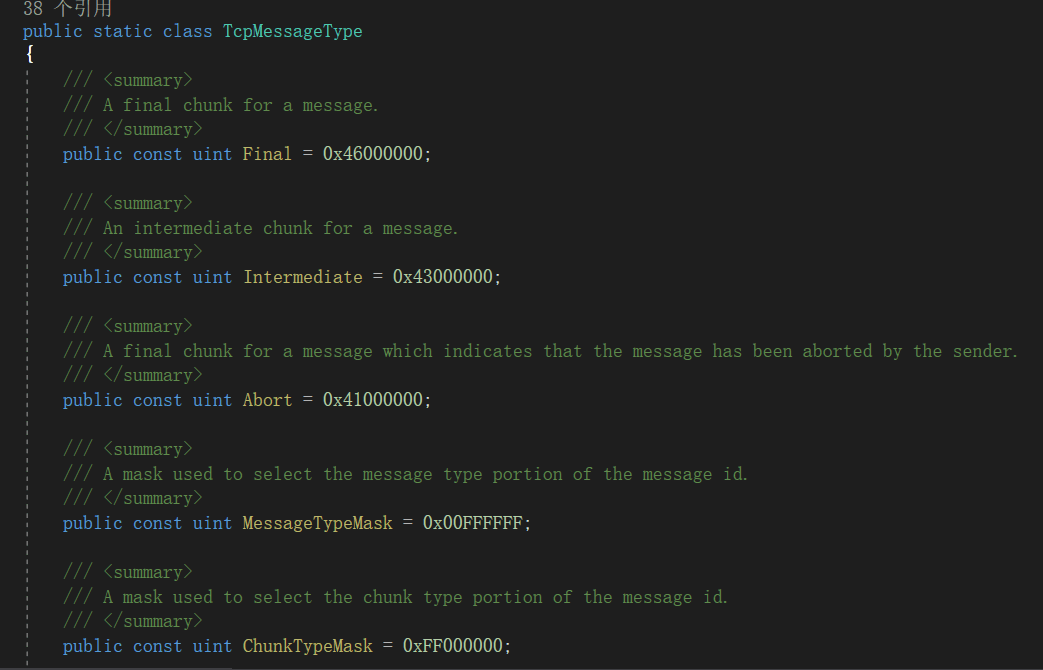 38 个引用
public static class TcpMessageType
{
/// <summary>
/// A final chunk for a message.
/// </summary>
public const uint Final = 0x46000000;
/// <summary>
/// An intermediate chunk for a message.
/// </summary>
public const uint Intermediate = 0x43000000;
/// <summary>
/// A final chunk for a message which indicates that the message has been aborted by the sender.
/// </summary>
public const uint Abort = 0x41000000;
/// <summary>
/// A mask used to select the message type portion of the message id.
/// </summary>
public const uint MessageTypeMask = 0x00FFFFFF;
/// <summary>
/// A mask used to select the chunk type portion of the message id.
/// </summary>
public const uint ChunkTypeMask = 0xFF000000;